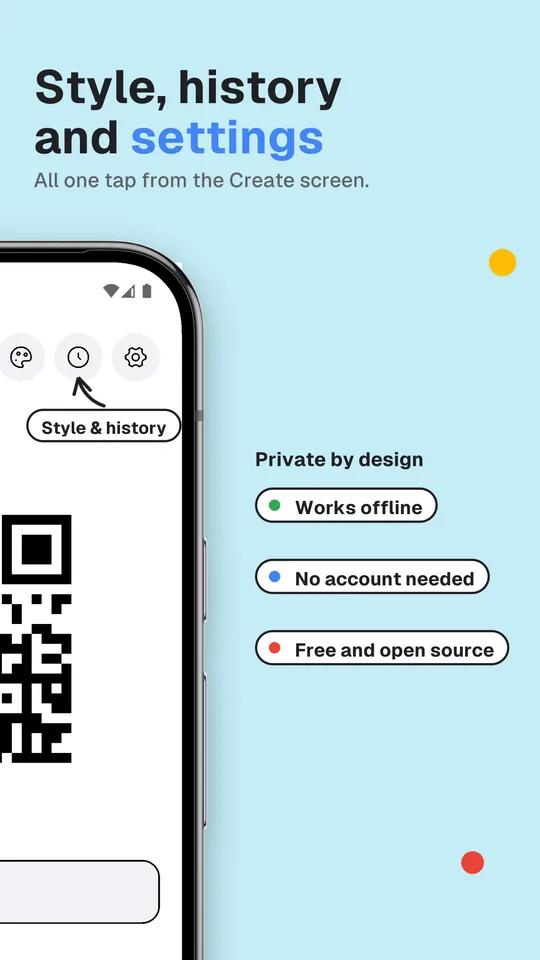 Style, history
and settings
All one tap from the Create screen.
Style & history
Private by design
Works offline
No account needed
Free and open source